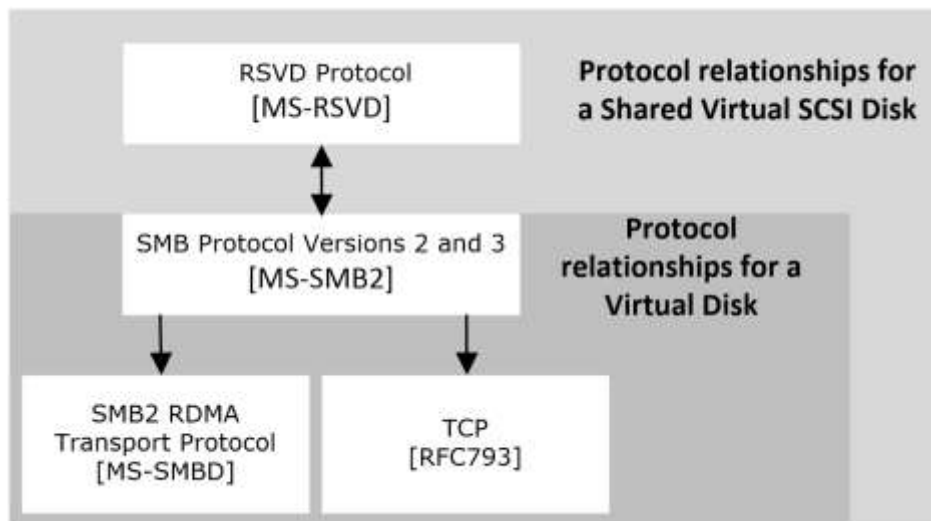 RSVD Protocol
[MS-RSVD]
Protocol relationships for
a Shared Virtual SCSI Disk
SMB Protocol Versions 2 and 3
[MS-SMB2]
Protocol
relationships for a
Virtual Disk
SMB2 RDMA
Transport Protocol
[MS-SMBD]
TCP
[RFC793]